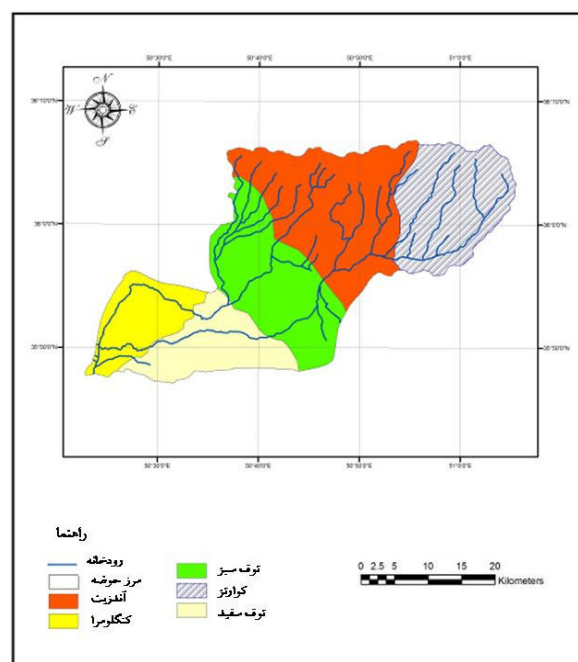 50°30'0"E 50°40'0"E 50°50'0"E 51°0'0"E
36°10'0"N 36°10'0"N
N
W E
S
36°0'0"N 36°0'0"N
35°50'0"N 35°50'0"N
50°30'0"E 50°40'0"E 50°50'0"E 51°0'0"E
راهنما
رودخانه
مرز حوضه
آندزیت
کنگلومرا
توف سبز
کوارتز
توف سفید
0 2.5 5 10 15 20
Kilometers